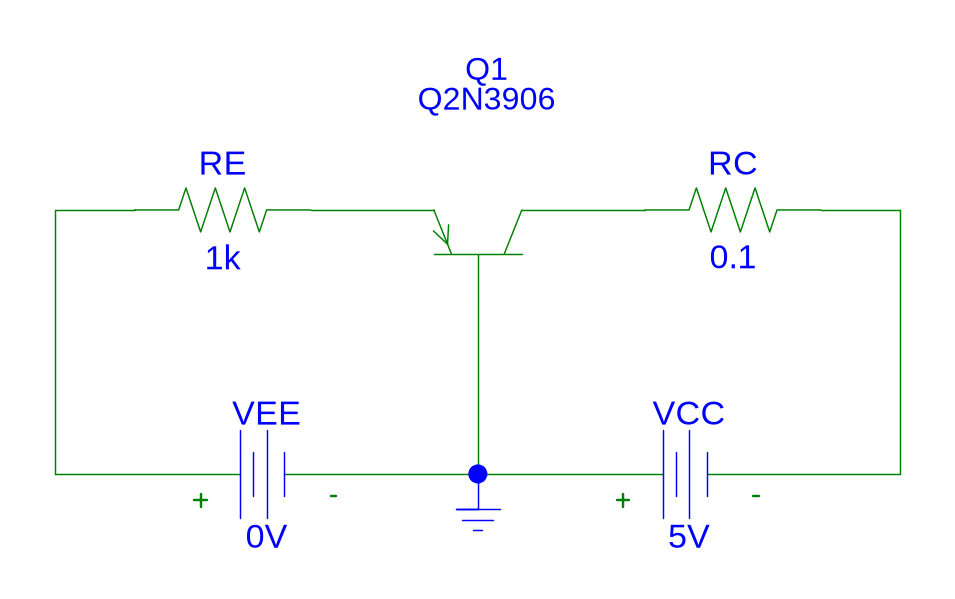 Q1
Q2N3906
RE
RC
1k
0.1
VEE
VCC
+
-
+
-
0V
5V